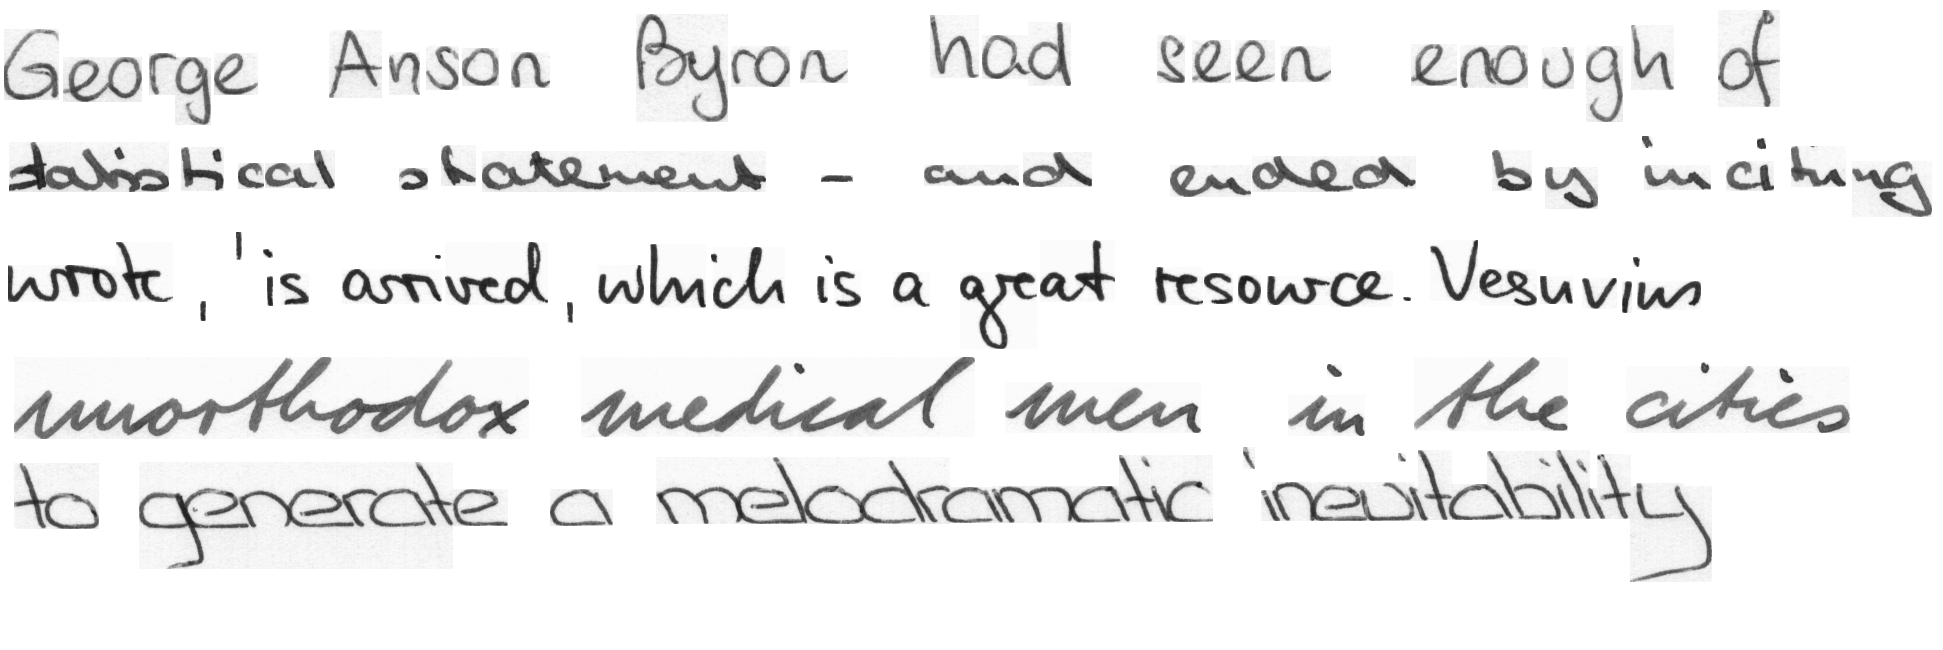 George Anson Byron had seen enough of
statistical statement - and ended by inciting
wrote, 'is arrived, which is a great resource. Vesuvius
unorthodox medical men in the cities
to generate a melodramatic inevitability